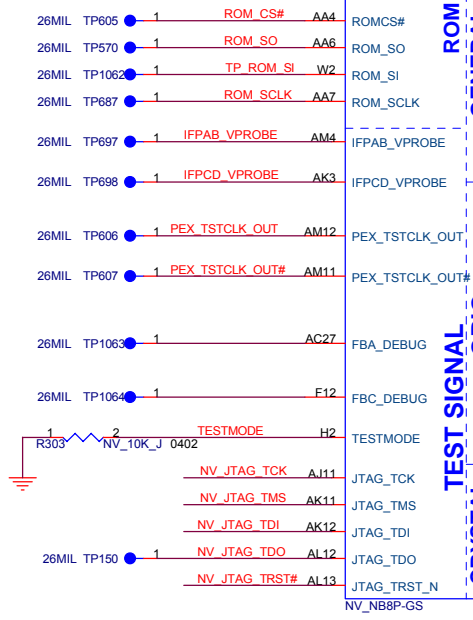 26MIL TP605 1 ROM_CS# AA4 ROMCS#
26MIL TP570 1 ROM_SO AA6 ROM_SO
26MIL TP1062 1 TP_ROM_SI W2 ROM_SI
26MIL TP687 1 ROM_SCLK AA7 ROM_SCLK
ROM
26MIL TP697 1 IFPAB_VPROBE AM4 IFPAB_VPROBE
26MIL TP698 1 IFPCD_VPROBE AK3 IFPCD_VPROBE
26MIL TP606 1 PEX_TSTCLK_OUT AM12 PEX_TSTCLK_OUT
26MIL TP607 1 PEX_TSTCLK_OUT# AM11 PEX_TSTCLK_OUT#
26MIL TP1063 1 AC27 FBA_DEBUG
26MIL TP1064 1 F12 FBC_DEBUG
TEST SIGNAL
1 2 TESTMODE H2 TESTMODE
R303 NV_10K_J 0402
NV_JTAG_TCK AJ11 JTAG_TCK
NV_JTAG_TMS AK11 JTAG_TMS
NV_JTAG_TDI AK12 JTAG_TDI
26MIL TP150 1 NV_JTAG_TDO AL12 JTAG_TDO
NV_JTAG_TRST# AL13 JTAG_TRST_N
NV_NB8P-GS